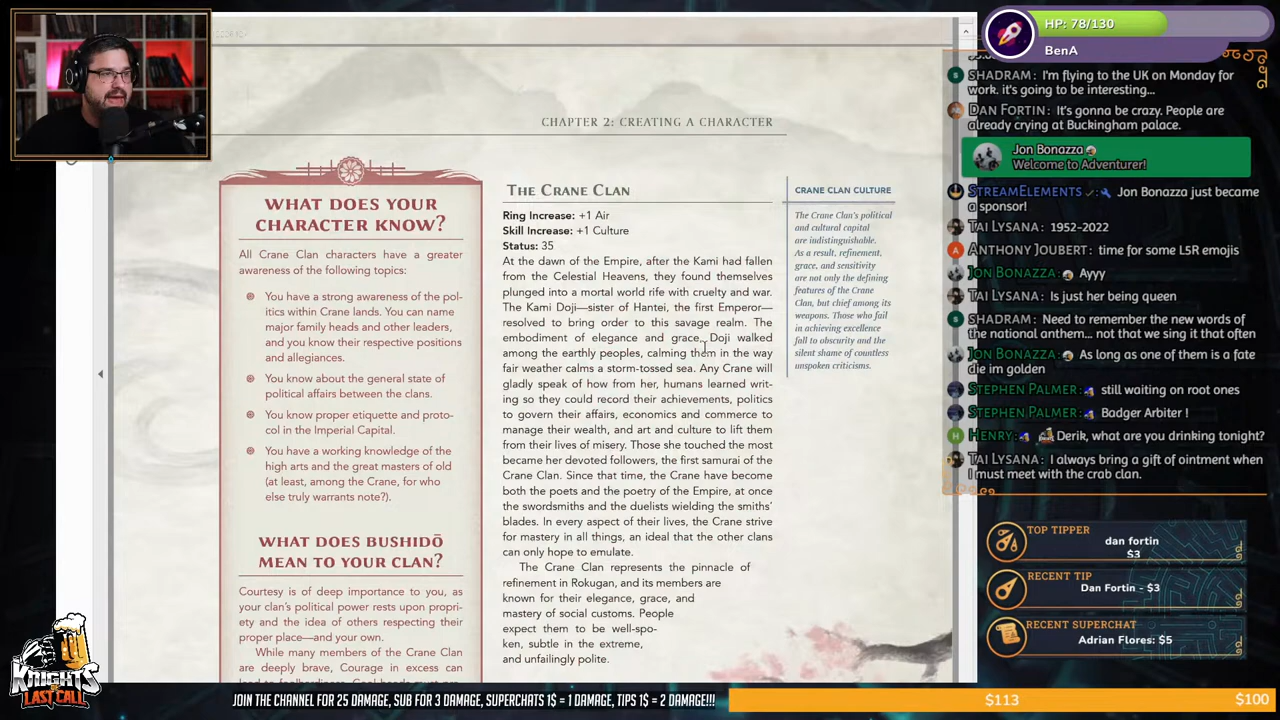 CHAPTER 2: CREATING A CHARACTER
WHAT DOES YOUR
CHARACTER KNOW?
All Crane Clan characters have a greater
awareness of the following topics:
You have a strong awareness of the pol-
itics within Crane lands. You can name
major family heads and other leaders,
and you know their respective positions
and allegiances.
You know about the general state of
political affairs between the clans.
You know proper etiquette and proto-
col in the Imperial Capital.
You have a working knowledge of the
high arts and the great masters of old
(at least, among the Crane, for who
else truly warrants note?).
WHAT DOES BUSHIDŌ
MEAN TO YOUR CLAN?
Courtesy is of deep importance to you, as
your clan's political power rests upon propri-
ety and the idea of others respecting their
proper place—and your own.
While many members of the Crane Clan
are deeply brave, Courage in excess can
THE CRANE CLAN
Ring Increase: +1 Air
Skill Increase: +1 Culture
Status: 35
At the dawn of the Empire, after the Kami had fallen
from the Celestial Heavens, they found themselves
plunged into a mortal world rife with cruelty and war.
The Kami Doji—sister of Hantei, the first Emperor—
resolved to bring order to this savage realm. The
embodiment of elegance and grace, Doji walked
among the earthly peoples, calming them in the way
fair weather calms a storm-tossed sea. Any Crane will
gladly speak of how from her, humans learned writ-
ing so they could record their achievements, politics
to govern their affairs, economics and commerce to
manage their wealth, and art and culture to lift them
from their lives of misery. Those she touched the most
became her devoted followers, the first samurai of the
Crane Clan. Since that time, the Crane have become
both the poets and the poetry of the Empire, at once
the swordsmiths and the duelists wielding the smiths'
blades. In every aspect of their lives, the Crane strive
for mastery in all things, an ideal that the other clans
can only hope to emulate.
The Crane Clan represents the pinnacle of
refinement in Rokugan, and its members are
known for their elegance, grace, and
mastery of social customs. People
expect them to be well-spo-
ken, subtle in the extreme,
and unfailingly polite.
CRANE CLAN CULTURE
The Crane Clan's political
and cultural capital
are indistinguishable.
As a result, refinement,
grace, and sensitivity
are not only the defining
features of the Crane
Clan, but chief among its
weapons. Those who fail
in achieving excellence
fall to obscurity and the
silent shame of countless
unspoken criticisms.
HP: 78/130
BenA
SHADRAM: I'm flying to the UK on Monday for
work. it's going to be interesting...
DAN FORTIN: It's gonna be crazy. People are
already crying at Buckingham palace.
Jon Bonazza
Welcome to Adventurer!
STREAMELEMENTS: Jon Bonazza just became
a sponsor!
TAI LYSANA: 1952-2022
ANTHONY JOUBERT: time for some L5R emojis
JON BONAZZA: Ayyy
TAI LYSANA: Is just her being queen
SHADRAM: Need to remember the new words of
the national anthem... not that we sing it that often
JON BONAZZA: As long as one of them is a fate
die im golden
STEPHEN PALMER: still waiting on root ones
STEPHEN PALMER: Badger Arbiter !
HENRY: Derik, what are you drinking tonight?
TAI LYSANA: I always bring a gift of ointment when
I must meet with the crab clan.
TOP TIPPER
dan fortin
$3
RECENT TIP
Dan Fortin - $3
RECENT SUPERCHAT
Adrian Flores: $5
KNIGHTS
LAST CALL
JOIN THE CHANNEL FOR 25 DAMAGE, SUB FOR 3 DAMAGE, SUPERCHATS 1$ = 1 DAMAGE, TIPS 1$ = 2 DAMAGE!!!
$113
$100